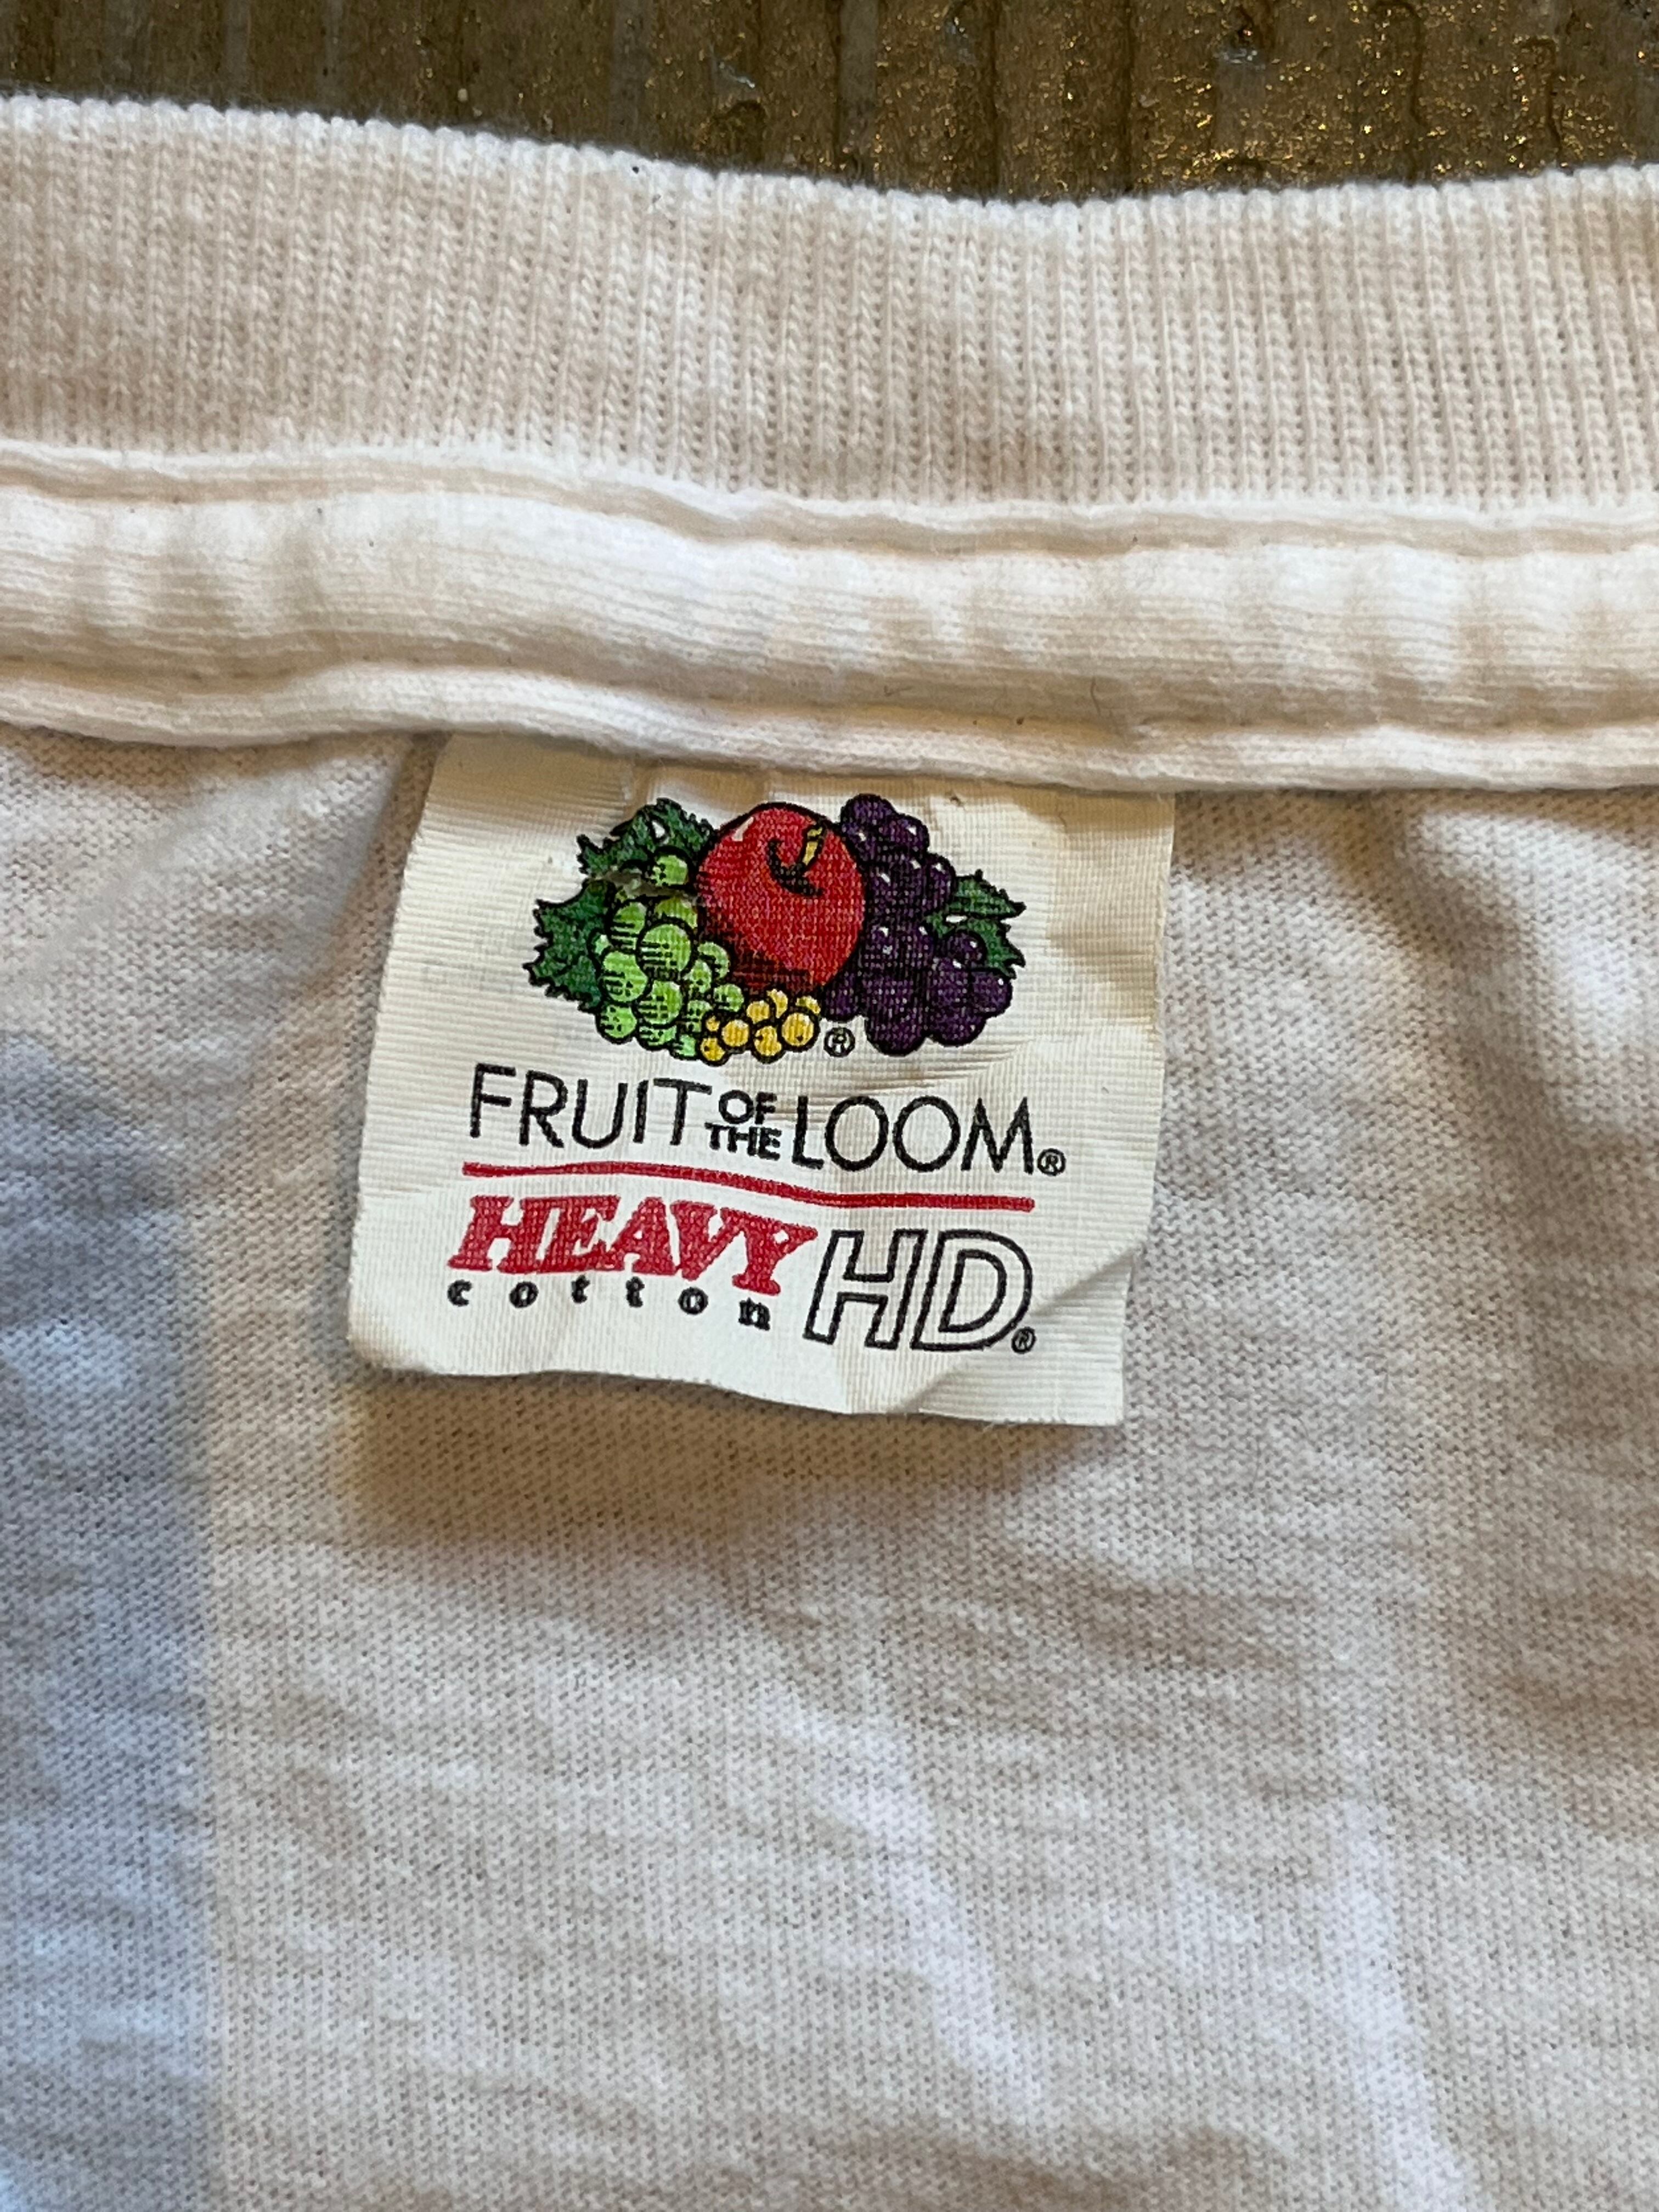 ®
FRUIT OF THE LOOM®
HEAVY HD®
cotton